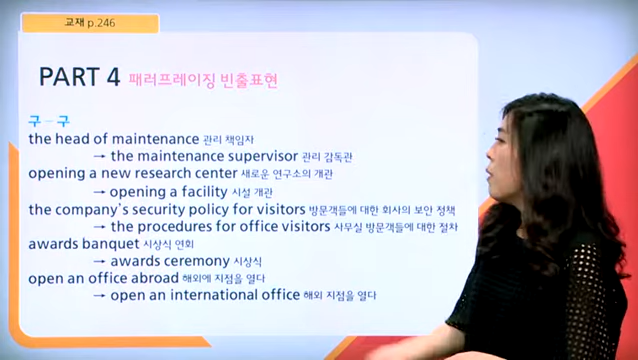 교재 p.246
PART 4 패러프레이징 빈출표현
구 – 구
the head of maintenance 관리 책임자
→ the maintenance supervisor 관리 감독관
opening a new research center 새로운 연구소의 개관
→ opening a facility 시설 개관
the company's security policy for visitors 방문객들에 대한 회사의 보안 정책
→ the procedures for office visitors 사무실 방문객들에 대한 절차
awards banquet 시상식 연회
→ awards ceremony 시상식
open an office abroad 해외에 지점을 열다
→ open an international office 해외 지점을 열다